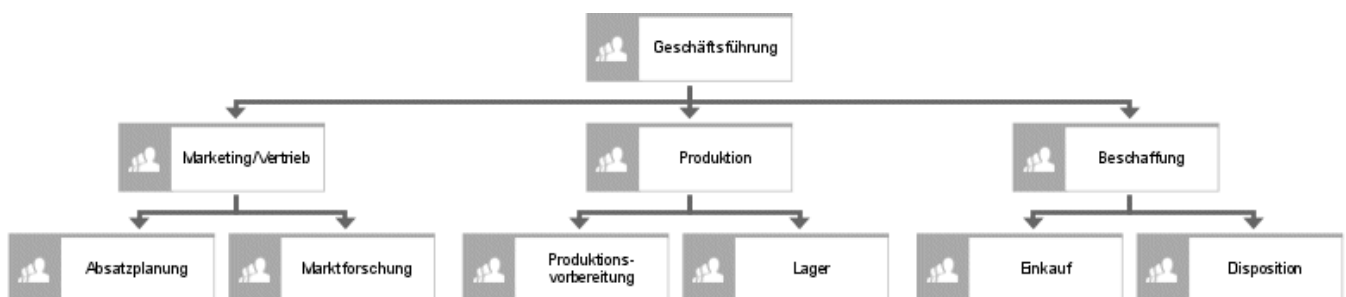 Geschäftsführung
Marketing/Vertrieb
Produktion
Beschaffung
Absatzplanung
Marktforschung
Produktions-
vorbereitung
Lager
Einkauf
Disposition